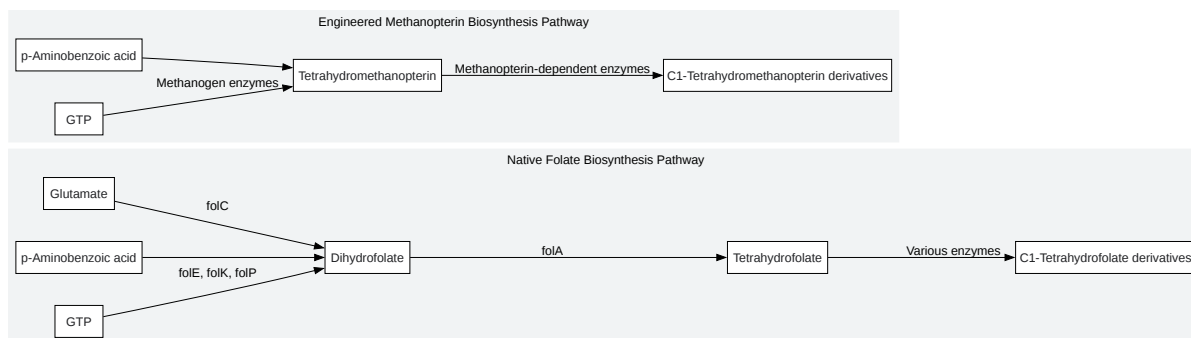 Engineered Methanopterin Biosynthesis Pathway
p-Aminobenzoic acid
Tetrahydromethanopterin
Methanopterin-dependent enzymes
C1-Tetrahydromethanopterin derivatives
Methanogen enzymes
GTP
Native Folate Biosynthesis Pathway
Glutamate
folC
p-Aminobenzoic acid
Dihydrofolate
folA
Tetrahydrofolate
Various enzymes
C1-Tetrahydrofolate derivatives
folE, folK, folP
GTP